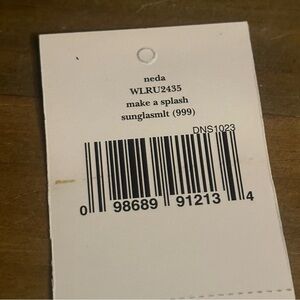 neda
WLRU2435
make a splash
sunglasmlt (999)
DNS1023
0 98689 91213 4